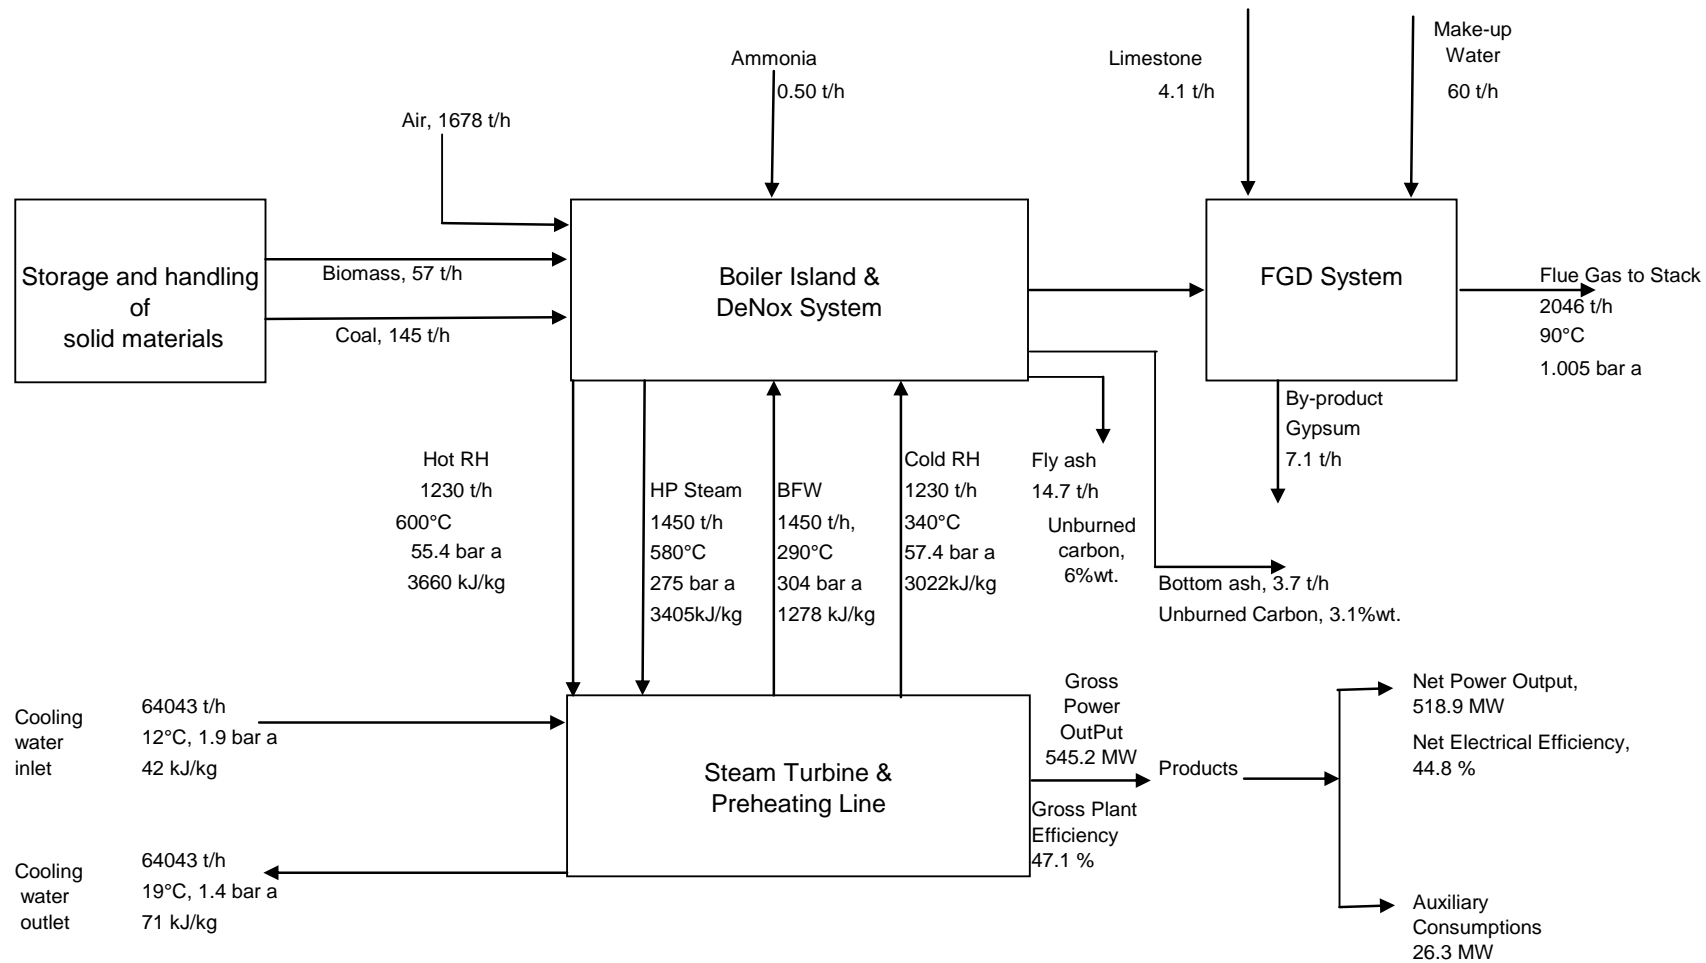 Ammonia
0.50 t/h
Limestone
4.1 t/h
Make-up
Water
60 t/h
Air, 1678 t/h
Storage and handling
of
solid materials
Biomass, 57 t/h
Coal, 145 t/h
Boiler Island &
DeNox System
FGD System
Flue Gas to Stack
2046 t/h
90°C
1.005 bar a
By-product
Gypsum
7.1 t/h
Hot RH
1230 t/h
600°C
55.4 bar a
3660 kJ/kg
HP Steam
1450 t/h
580°C
275 bar a
3405kJ/kg
BFW
1450 t/h,
290°C
304 bar a
1278 kJ/kg
Cold RH
1230 t/h
340°C
57.4 bar a
3022kJ/kg
Fly ash
14.7 t/h
Unburned
carbon,
6%wt.
Bottom ash, 3.7 t/h
Unburned Carbon, 3.1%wt.
Cooling
water
inlet
64043 t/h
12°C, 1.9 bar a
42 kJ/kg
Steam Turbine &
Preheating Line
Gross
Power
OutPut
545.2 MW
Gross Plant
Efficiency
47.1 %
Products
Net Power Output,
518.9 MW
Net Electrical Efficiency,
44.8 %
Cooling
water
outlet
64043 t/h
19°C, 1.4 bar a
71 kJ/kg
Auxiliary
Consumptions
26.3 MW